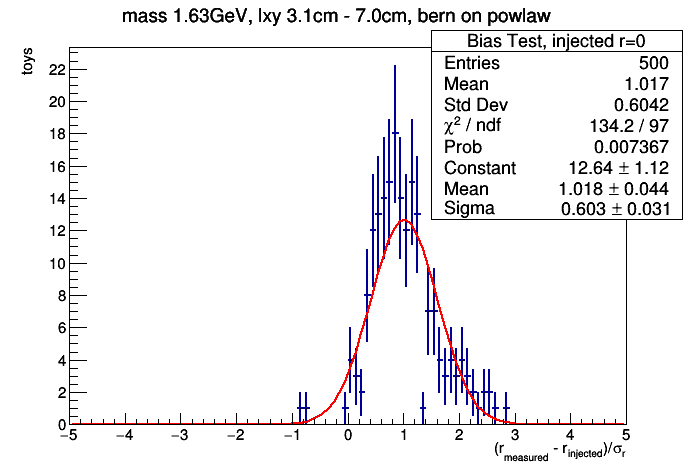 mass 1.63GeV, lxy 3.1cm - 7.0cm, bern on powlaw
Bias Test, injected r=0
Entries 500
Mean 1.017
Std Dev 0.6042
χ² / ndf 134.2 / 97
Prob 0.007367
Constant 12.64 ± 1.12
Mean 1.018 ± 0.044
Sigma 0.603 ± 0.031
toys
22
20
18
16
14
12
10
8
6
4
2
0
−5 −4 −3 −2 −1 0 1 2 3 4 5
(r_measured - r_injected)/σ_r